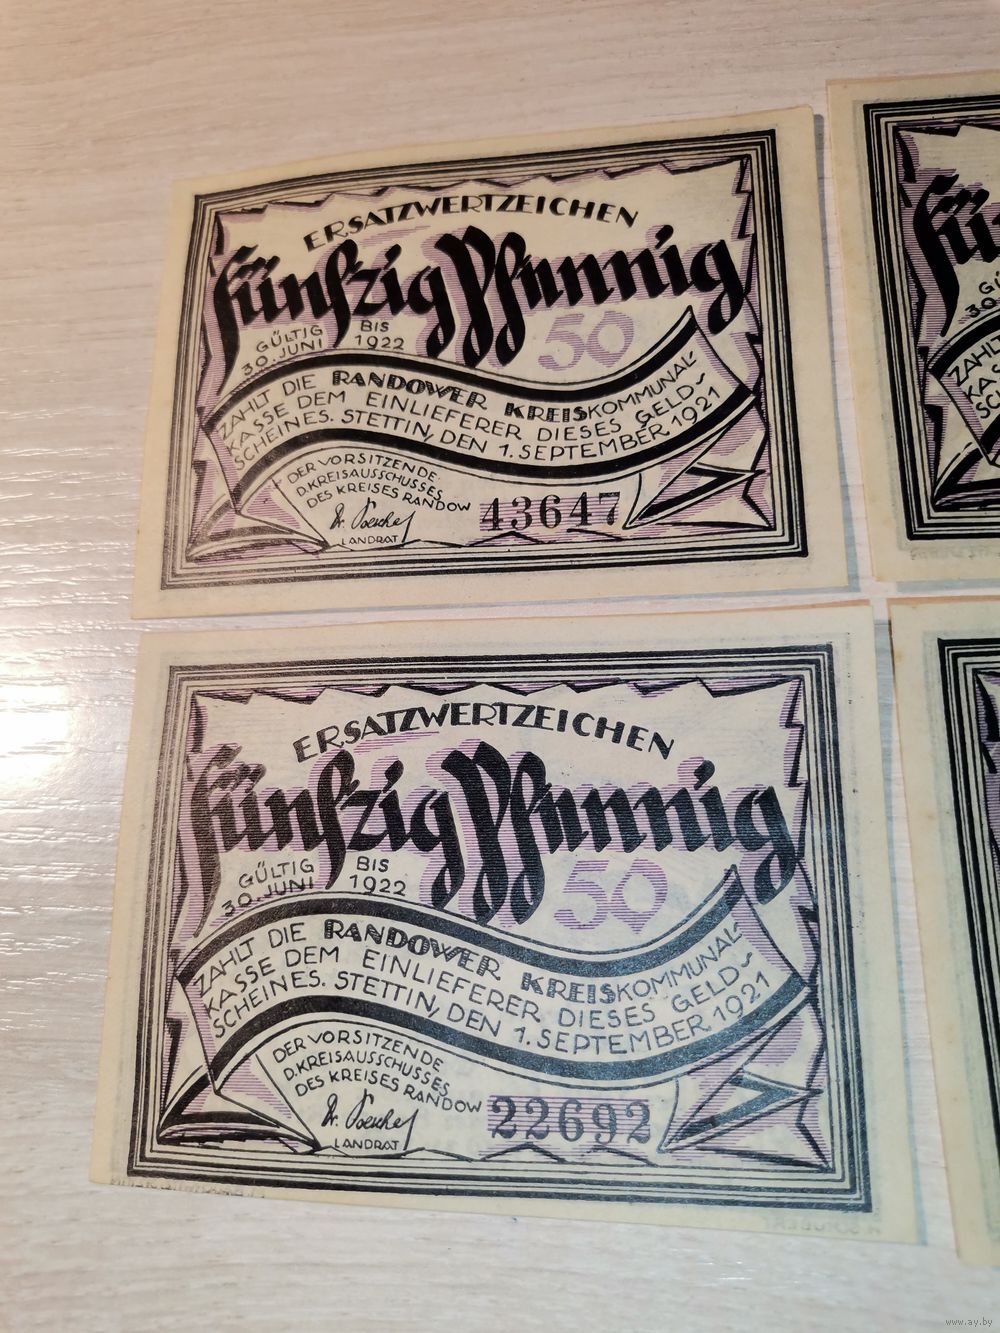 ERSATZWERTZEICHEN
fünfzig Pfennig
GÜLTIG BIS
30. JUNI 1922
50
ZAHLT DIE RANDOWER KREISKOMMUNAL-
KASSE DEM EINLIEFERER DIESES GELD-
SCHEINES. STETTIN, DEN 1. SEPTEMBER 1921
DER VORSITZENDE
D. KREISAUSSCHUSSES
DES KREISES RANDOW
LANDRAT
43647
ERSATZWERTZEICHEN
fünfzig Pfennig
GÜLTIG BIS
30. JUNI 1922
50
ZAHLT DIE RANDOWER KREISKOMMUNAL-
KASSE DEM EINLIEFERER DIESES GELD-
SCHEINES. STETTIN, DEN 1. SEPTEMBER 1921
DER VORSITZENDE
D. KREISAUSSCHUSSES
DES KREISES RANDOW
LANDRAT
22692
www.ay.by